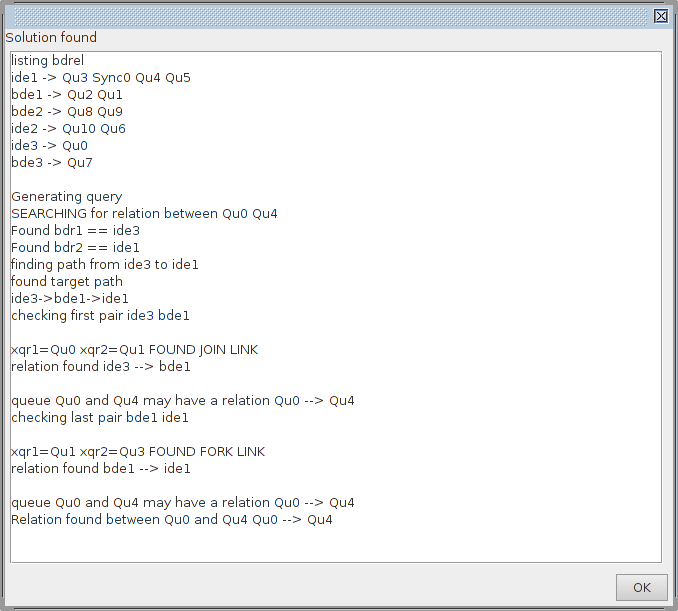 Solution found
listing bdrel
ide1 -> Qu3 Sync0 Qu4 Qu5
bde1 -> Qu2 Qu1
bde2 -> Qu8 Qu9
ide2 -> Qu10 Qu6
ide3 -> Qu0
bde3 -> Qu7
Generating query
SEARCHING for relation between Qu0 Qu4
Found bdr1 == ide3
Found bdr2 == ide1
finding path from ide3 to ide1
found target path
ide3->bde1->ide1
checking first pair ide3 bde1
xqr1=Qu0 xqr2=Qu1 FOUND JOIN LINK
relation found ide3 --> bde1
queue Qu0 and Qu4 may have a relation Qu0 --> Qu4
checking last pair bde1 ide1
xqr1=Qu1 xqr2=Qu3 FOUND FORK LINK
relation found bde1 --> ide1
queue Qu0 and Qu4 may have a relation Qu0 --> Qu4
Relation found between Qu0 and Qu4 Qu0 --> Qu4
OK